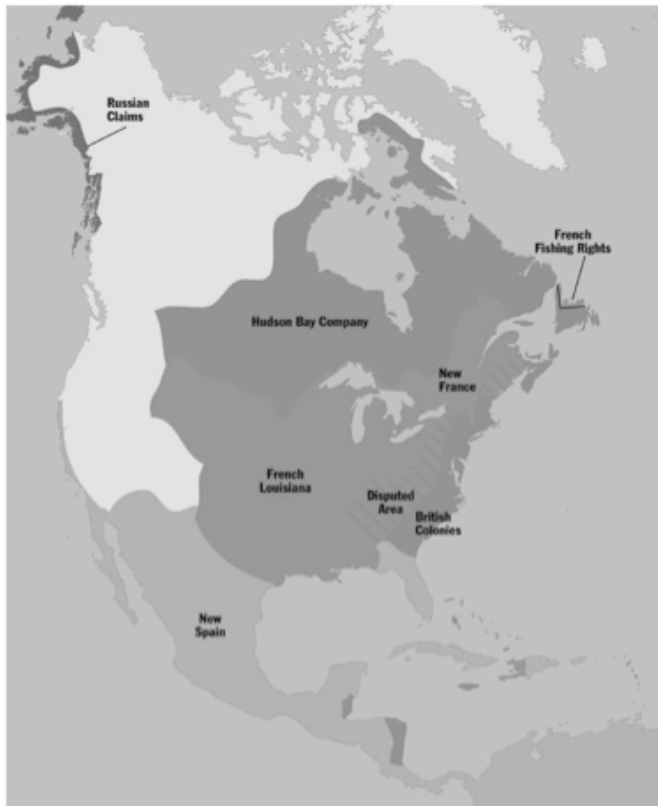 Russian
Claims
French
Fishing Rights
Hudson Bay Company
New
France
French
Louisiana
Disputed
Area
British
Colonies
New
Spain